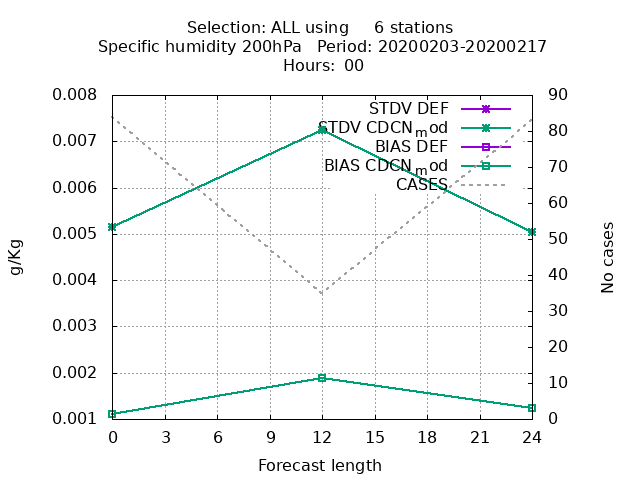 Selection: ALL using     6 stations
Specific humidity 200hPa   Period: 20200203-20200217
Hours:  00
0.008
0.007
0.006
0.005
0.004
0.003
0.002
0.001
g/Kg
STDV DEF
STDV CDCN_mod
BIAS DEF
BIAS CDCN_mod
CASES
90
80
70
60
50
40
30
20
10
0
No cases
0 3 6 9 12 15 18 21 24
Forecast length